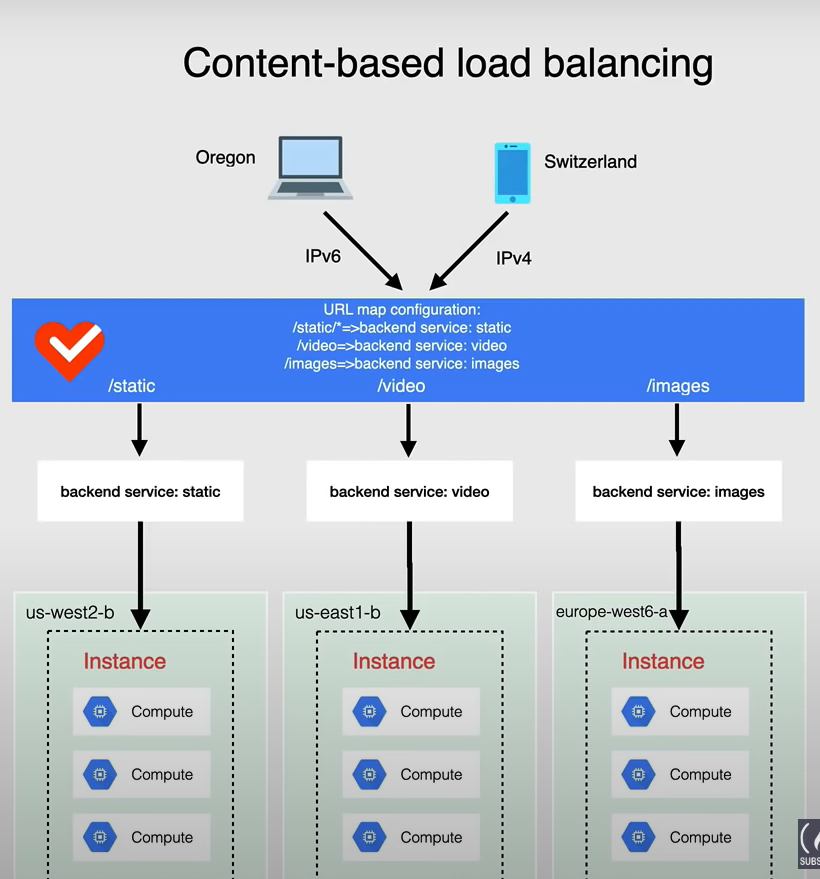 Content-based load balancing
Oregon
Switzerland
IPv6
IPv4
URL map configuration:
/static/*=>backend service: static
/video=>backend service: video
/images=>backend service: images
/static
/video
/images
backend service: static
backend service: video
backend service: images
us-west2-b
us-east1-b
europe-west6-a
Instance
Instance
Instance
Compute
Compute
Compute
Compute
Compute
Compute
Compute
Compute
Compute